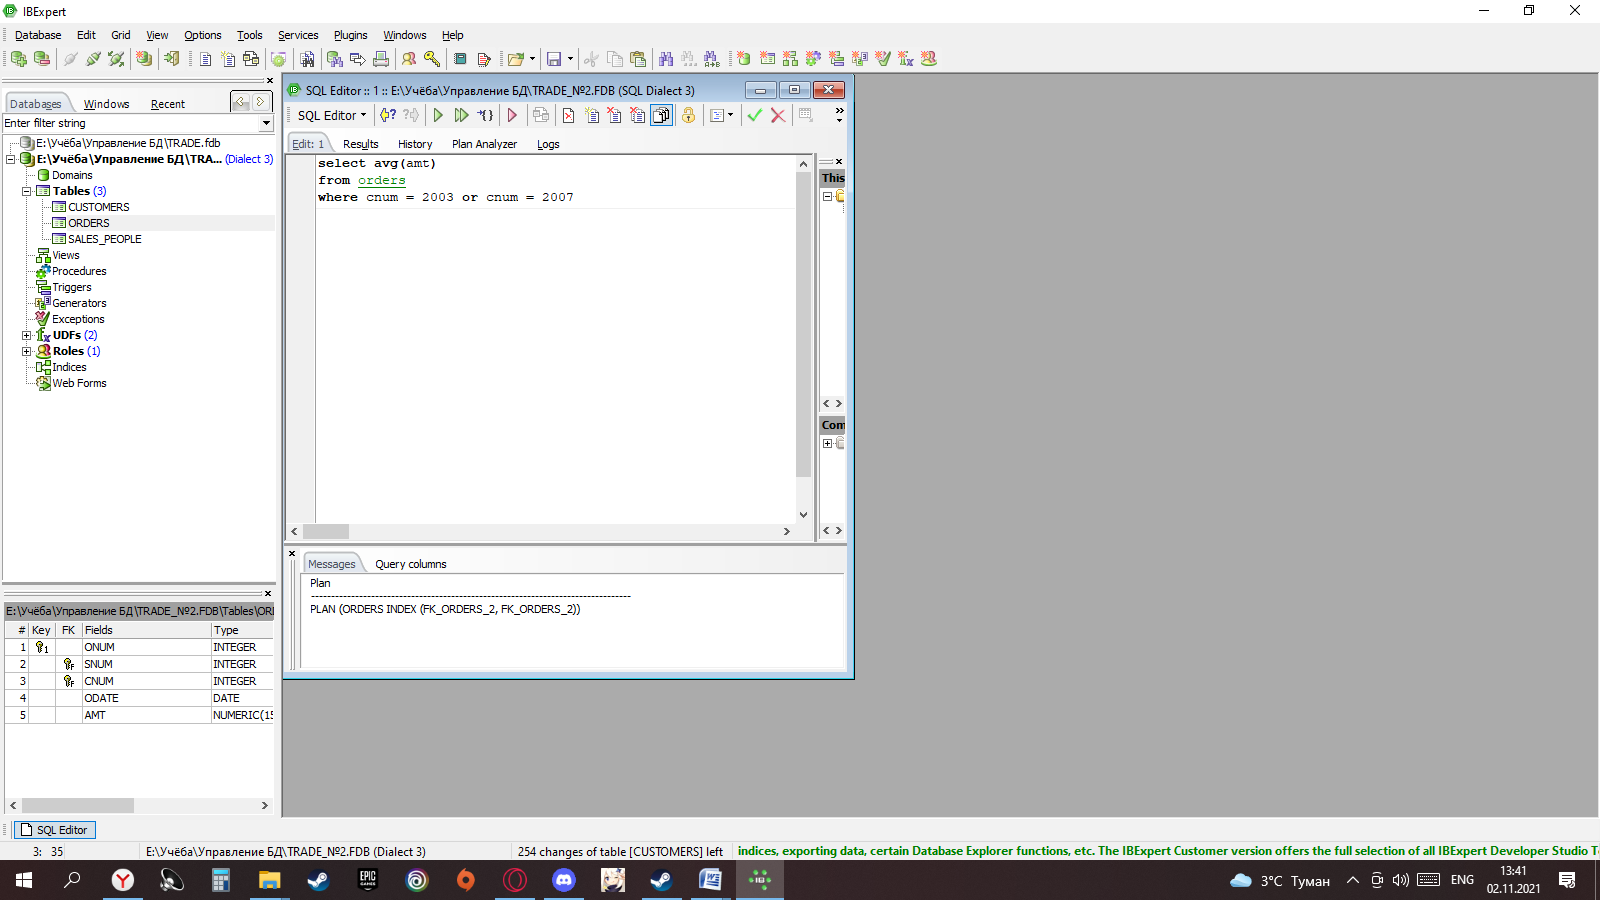 IBExpert
Database Edit Grid View Options Tools Services Plugins Windows Help
Databases Windows Recent
Enter filter string
E:\Учёба\Управление БД\TRADE.fdb
E:\Учёба\Управление БД\TRA... (Dialect 3)
Domains
Tables (3)
CUSTOMERS
ORDERS
SALES_PEOPLE
Views
Procedures
Triggers
Generators
Exceptions
UDFs (2)
Roles (1)
Indices
Web Forms
E:\Учёба\Управление БД\TRADE_№2.FDB\Tables\ORI
# Key FK Fields Type
1 1 ONUM INTEGER
2 F SNUM INTEGER
3 F CNUM INTEGER
4 ODATE DATE
5 AMT NUMERIC(15
SQL Editor :: 1 :: E:\Учёба\Управление БД\TRADE_№2.FDB (SQL Dialect 3)
SQL Editor
Edit: 1 Results History Plan Analyzer Logs
select avg(amt)
from orders
where cnum = 2003 or cnum = 2007
This
Com
Messages Query columns
Plan
--------------------------------------------------------------------------------
PLAN (ORDERS INDEX (FK_ORDERS_2, FK_ORDERS_2))
SQL Editor
3: 35 E:\Учёба\Управление БД\TRADE_№2.FDB (Dialect 3) 254 changes of table [CUSTOMERS] left indices, exporting data, certain Database Explorer functions, etc. The IBExpert Customer version offers the full selection of all IBExpert Developer Studio T
3°C Туман ENG 13:41
02.11.2021